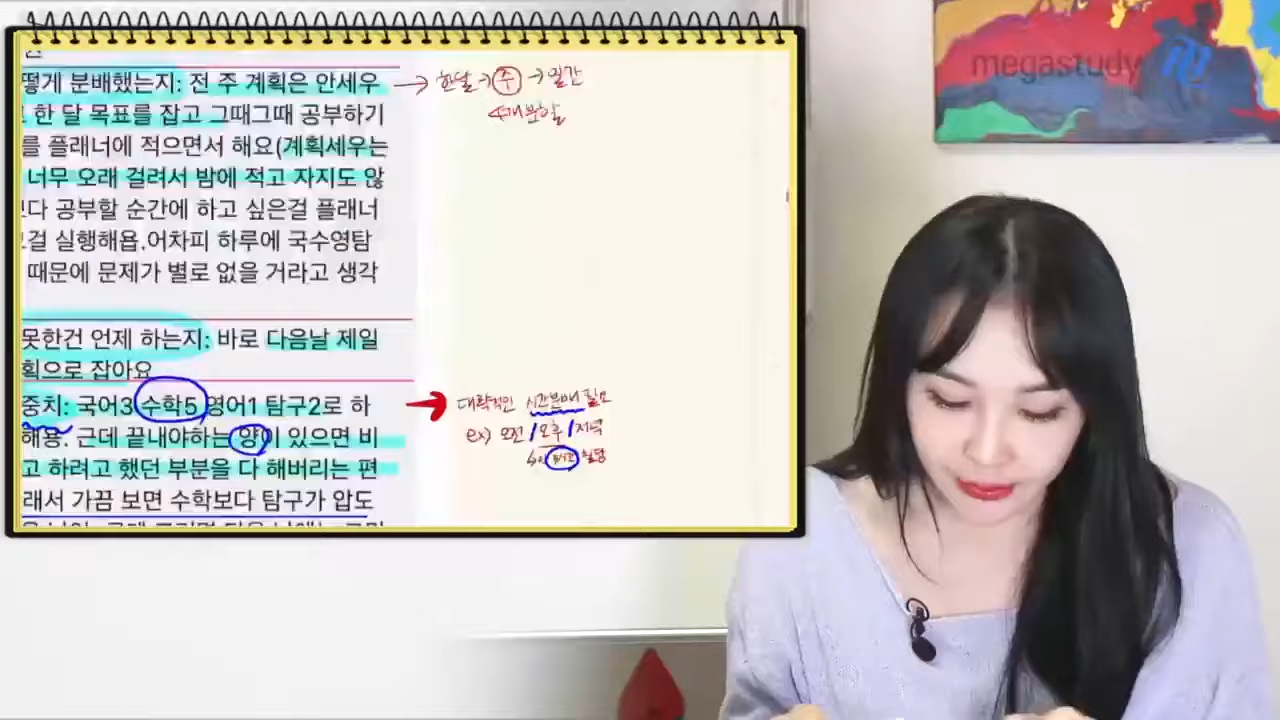 떻게 분배했는지: 전 주 계획은 안세우
한 달 목표를 잡고 그때그때 공부하기
를 플래너에 적으면서 해요(계획세우는
너무 오래 걸려서 밤에 적고 자지도 않
다 공부할 순간에 하고 싶은걸 플래너
걸 실행해욥.어차피 하루에 국수영탐
때문에 문제가 별로 없을 거라고 생각
못한건 언제 하는지: 바로 다음날 제일
획으로 잡아요
중치: 국어3 수학5 영어1 탐구2로 하
해용. 근데 끝내야하는 양이 있으면 비
고 하려고 했던 부분을 다 해버리는 편
래서 가끔 보면 수학보다 탐구가 압도
한달→주→일간
4개 분할
대략적인 시간분배 필요
ex) 오전/오후/저녁
megastudy